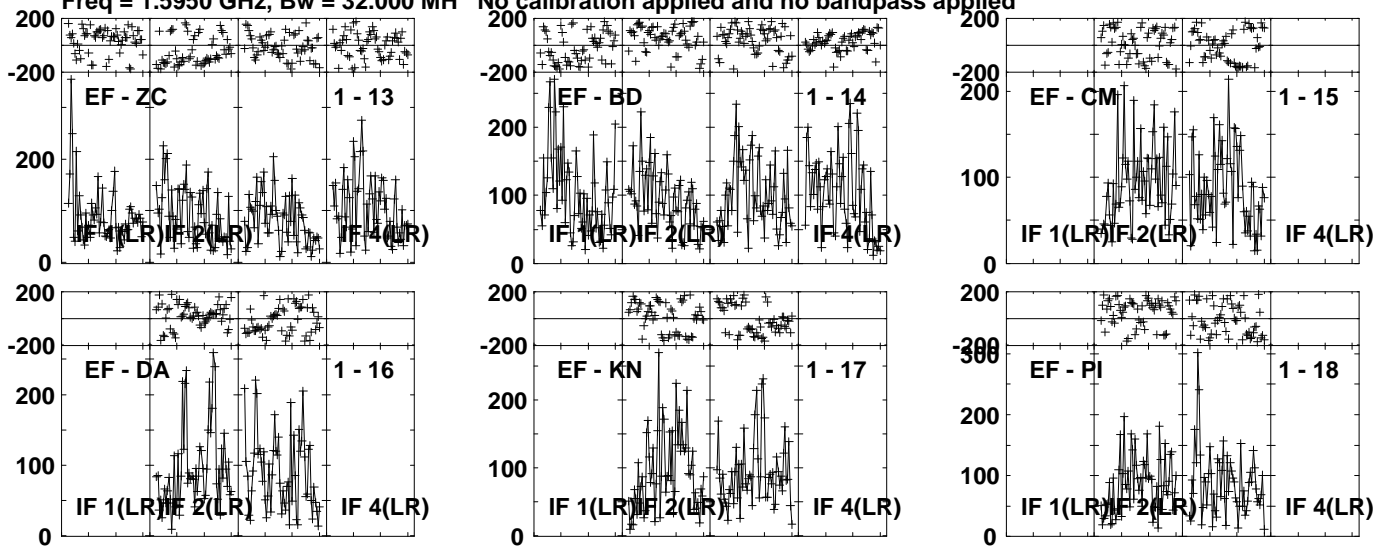 Freq = 1.5950 GHz, Bw = 32.000 MH No calibration applied and no bandpass applied
200
-200
EF - ZC 1 - 13
200
0
IF 1(LR) IF 2(LR) IF 4(LR)
200
-200
EF - BD 1 - 14
200
100
0
IF 1(LR) IF 2(LR) IF 4(LR)
200
-200
EF - CM 1 - 15
200
100
0
IF 1(LR) IF 2(LR) IF 4(LR)
200
-200
EF - DA 1 - 16
200
100
0
IF 1(LR) IF 2(LR) IF 4(LR)
200
-200
EF - KN 1 - 17
200
100
0
IF 1(LR) IF 2(LR) IF 4(LR)
200
-200
300
EF - PI 1 - 18
200
100
0
IF 1(LR) IF 2(LR) IF 4(LR)